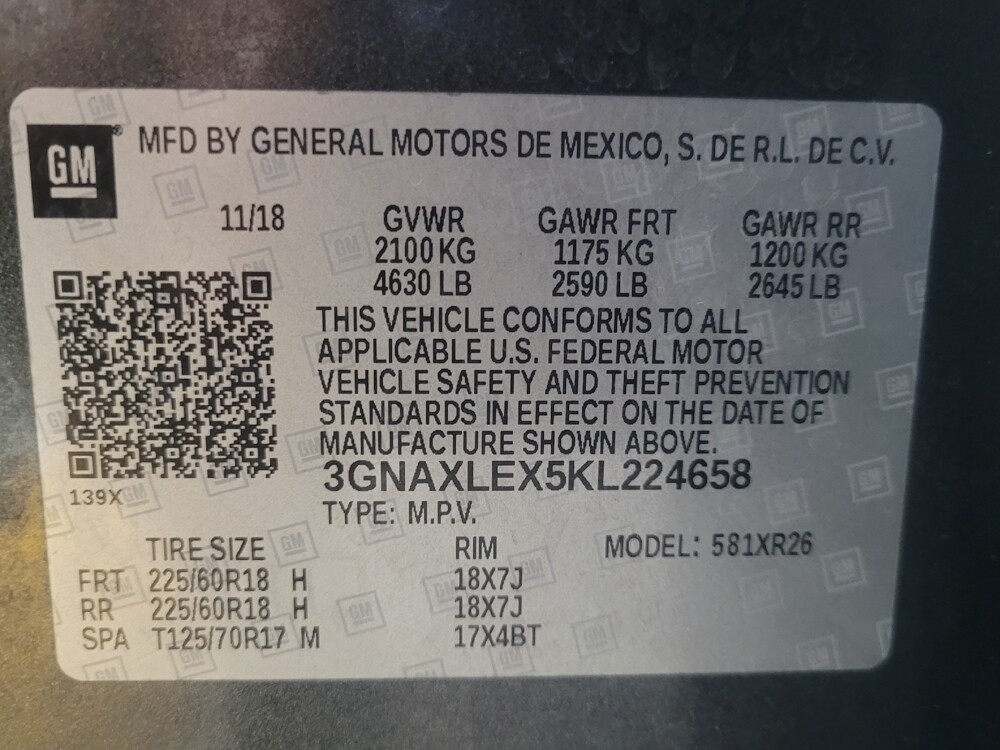 GM® MFD BY GENERAL MOTORS DE MEXICO, S. DE R.L. DE C.V.
11/18 GVWR GAWR FRT GAWR RR
2100 KG 1175 KG 1200 KG
4630 LB 2590 LB 2645 LB
THIS VEHICLE CONFORMS TO ALL
APPLICABLE U.S. FEDERAL MOTOR
VEHICLE SAFETY AND THEFT PREVENTION
STANDARDS IN EFFECT ON THE DATE OF
MANUFACTURE SHOWN ABOVE.
3GNAXLEX5KL224658
139X
TYPE: M.P.V.
TIRE SIZE RIM MODEL: 581XR26
FRT 225/60R18 H 18X7J
RR 225/60R18 H 18X7J
SPA T125/70R17 M 17X4BT